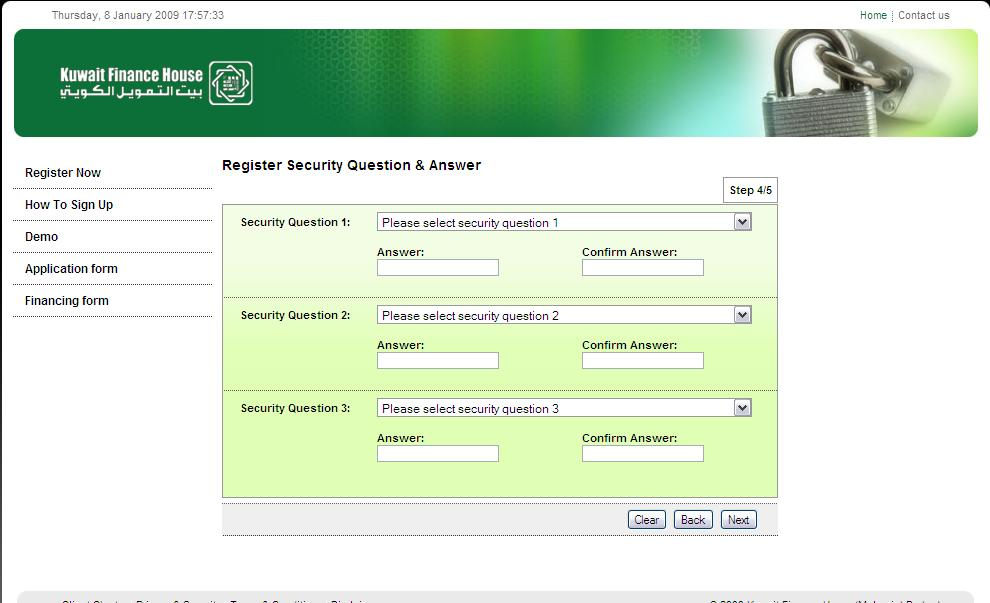 Thursday, 8 January 2009 17:57:33
Home
Contact us
Kuwait Finance House
بيت التمويل الكويتي
Register Now
How To Sign Up
Demo
Application form
Financing form
Register Security Question & Answer
Step 4/5
Security Question 1:
Please select security question 1
Answer:
Confirm Answer:
Security Question 2:
Please select security question 2
Answer:
Confirm Answer:
Security Question 3:
Please select security question 3
Answer:
Confirm Answer:
Clear
Back
Next